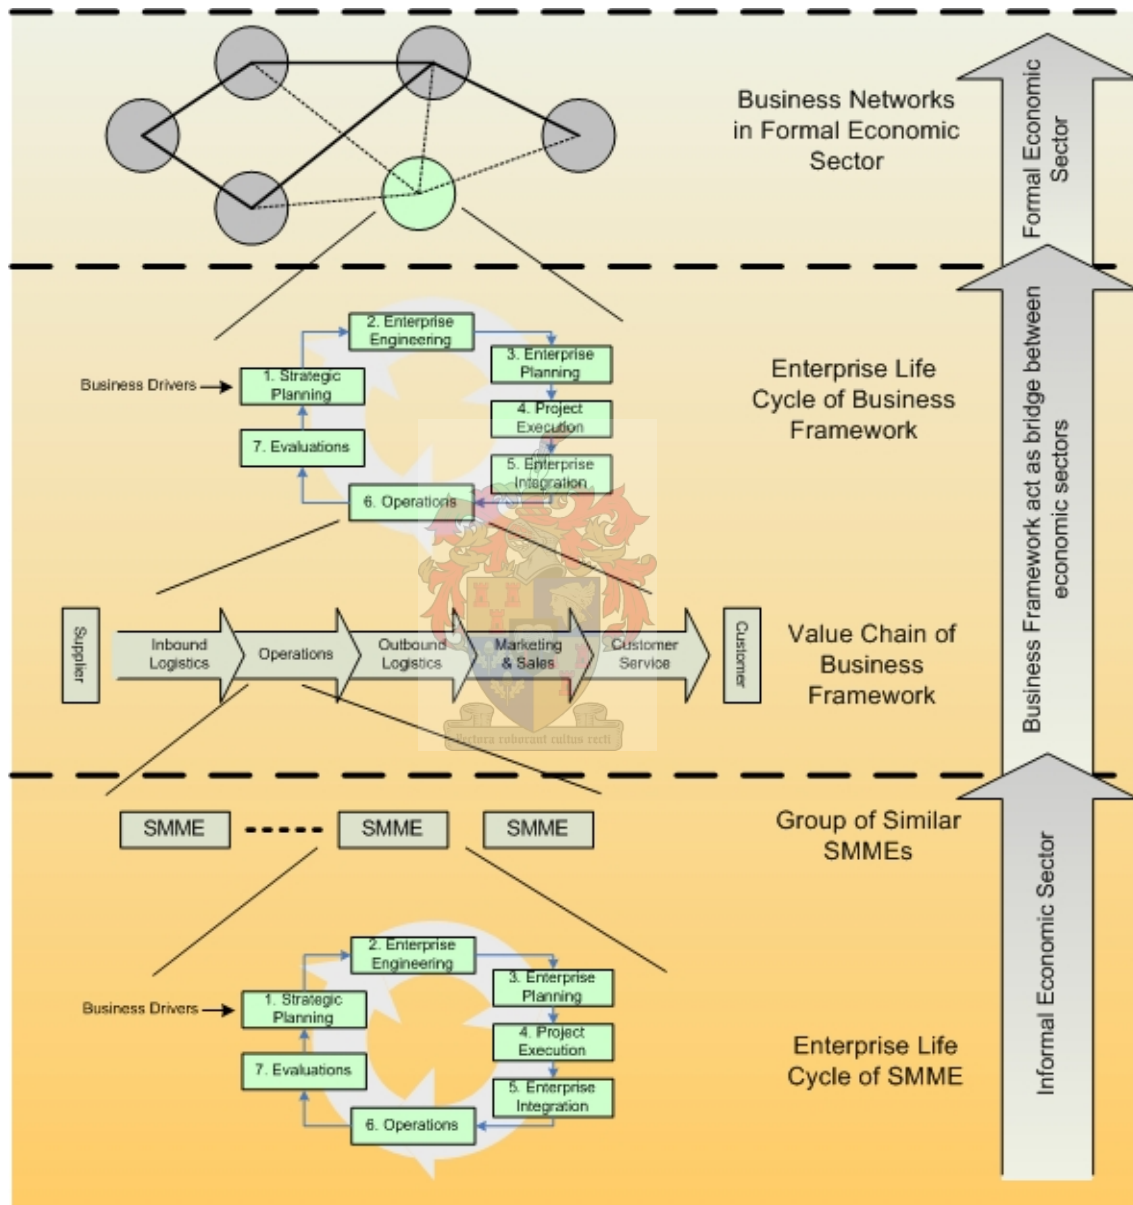 Business Networks
in Formal Economic
Sector
Formal Economic
Sector
2. Enterprise
Engineering
3. Enterprise
Planning
Business Drivers
1. Strategic
Planning
4. Project
Execution
7. Evaluations
5. Enterprise
Integration
6. Operations
Enterprise Life
Cycle of Business
Framework
Business Framework act as bridge between
economic sectors
Supplier
Inbound
Logistics
Operations
Outbound
Logistics
Marketing
& Sales
Customer
Service
Customer
Value Chain of
Business
Framework
Pectora roborant cultus recti
SMME
SMME
SMME
Group of Similar
SMMEs
Informal Economic Sector
2. Enterprise
Engineering
3. Enterprise
Planning
Business Drivers
1. Strategic
Planning
4. Project
Execution
7. Evaluations
5. Enterprise
Integration
6. Operations
Enterprise Life
Cycle of SMME